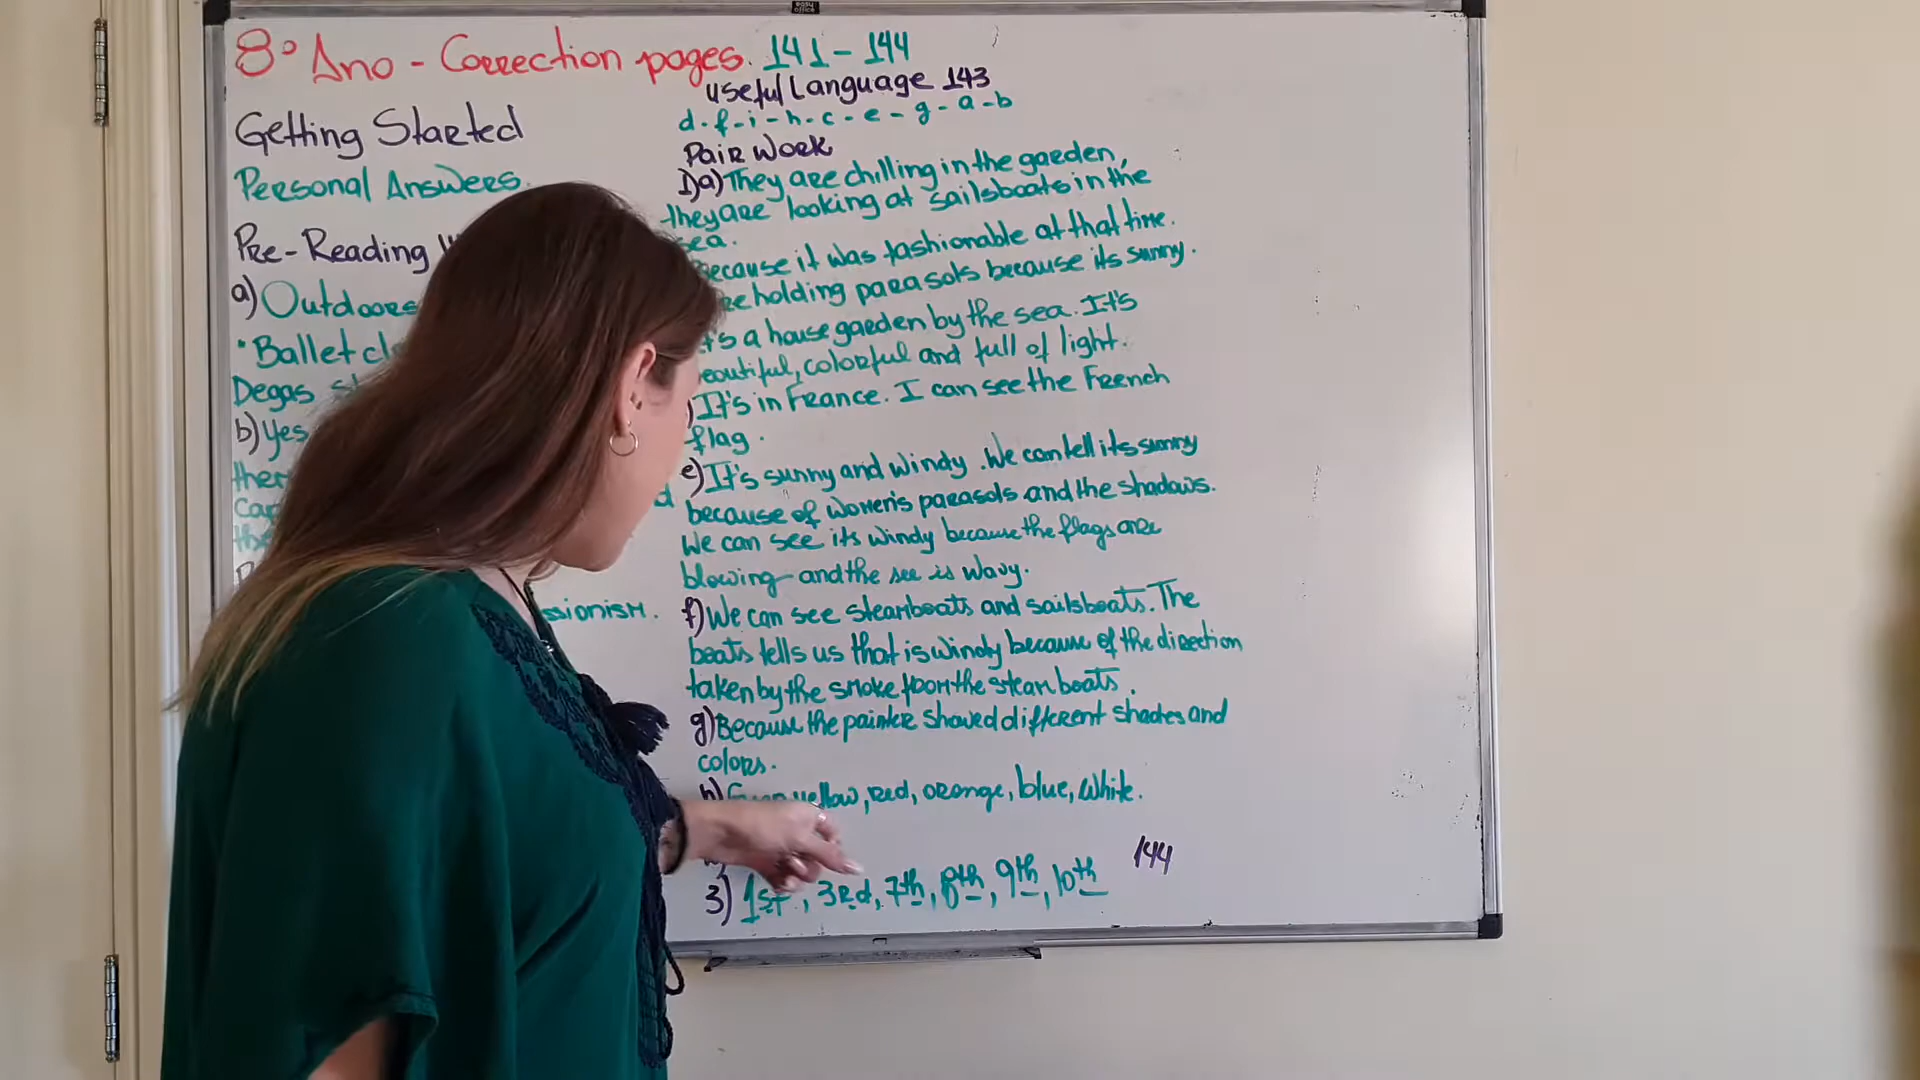 easy office
8º Ano - Correction pages. 141 - 144
Getting Started
Personal Answers
Pre-Reading
a) Outdoors
"Ballet
Degas
b) Yes
ssionism.
useful Language 143
d - f - i - h - c - e - g - a - b
Pair Work
1) a) They are chilling in the garden,
they are looking at sailsboats in the
sea.
because it was fashionable at that time.
holding parasols because its sunny.
a house garden by the sea. It's
colorful and full of light.
It's in France. I can see the French
flag.
e) It's sunny and windy. We can tell its sunny
because of women's parasols and the shadows.
We can see its windy because the flags are
blowing and the see is wavy.
f) We can see steamboats and sailsboats. The
boats tells us that is windy because of the direction
taken by the smoke from the steam boats.
g) Because the painter showed different shades and
colors.
h) yellow, red, orange, blue, white.
144
3) 1st, 3rd, 7th, 8th, 9th, 10th